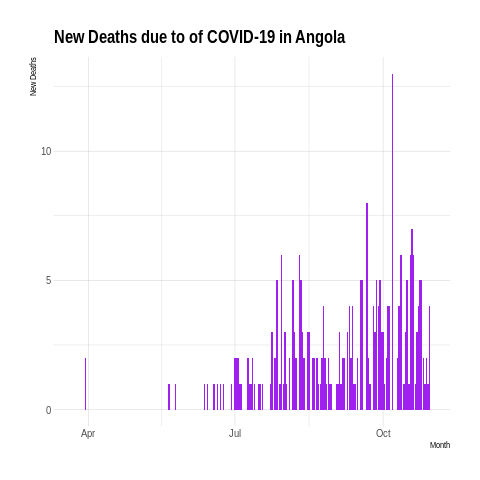 New Deaths due to of COVID-19 in Angola
New Deaths
10
5
0
Apr
Jul
Oct
Month